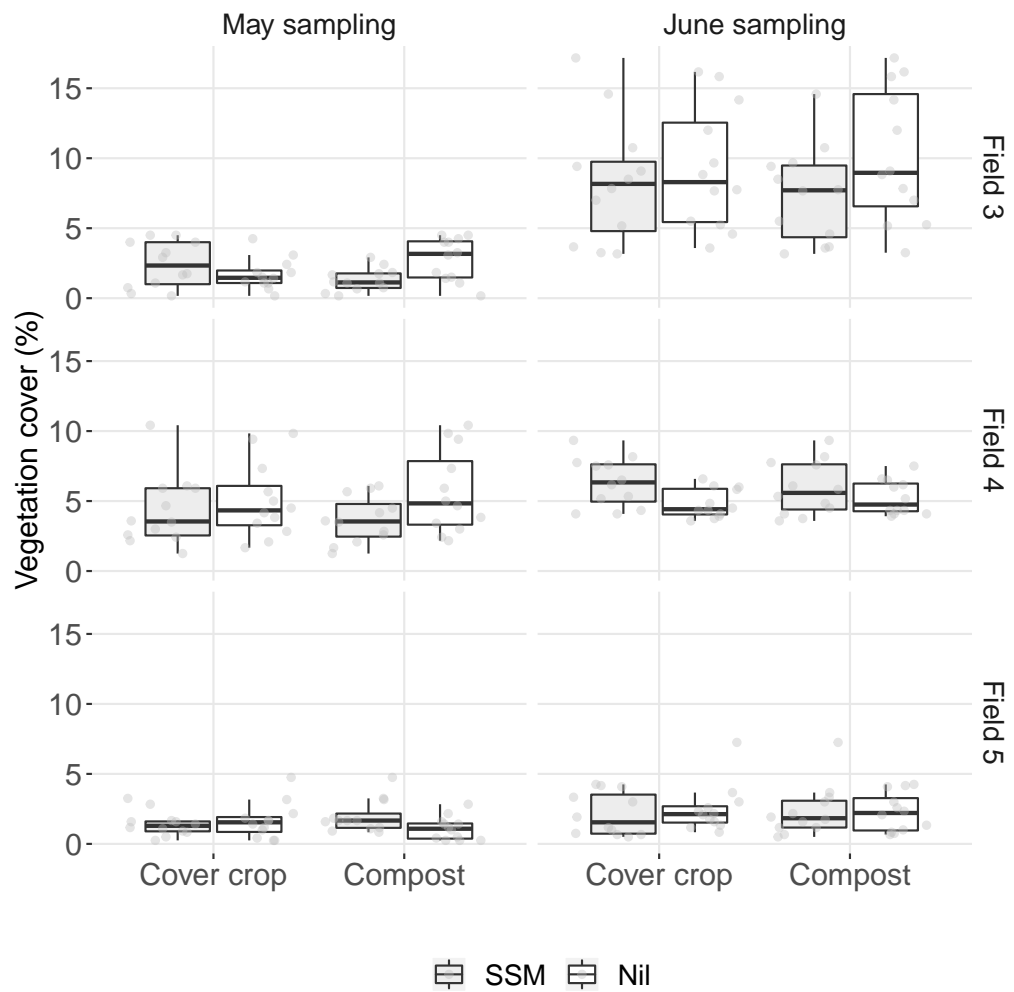 May sampling
June sampling
Vegetation cover (%)
15
10
5
0
Field 3
15
10
5
0
Field 4
15
10
5
0
Field 5
Cover crop
Compost
Cover crop
Compost
SSM
Nil